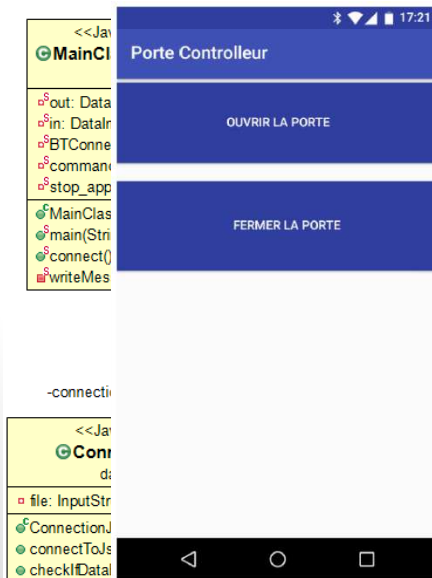 <<Jav
MainCl
out: Data
in: DataIn
BTConne
comman
stop_app
MainClas
main(Stri
connect()
writeMes
-connecti
<<Jav
Conn
da
file: InputStr
ConnectionJ
connectToJs
checkIfDatal
17:21
Porte Controlleur
OUVRIR LA PORTE
FERMER LA PORTE